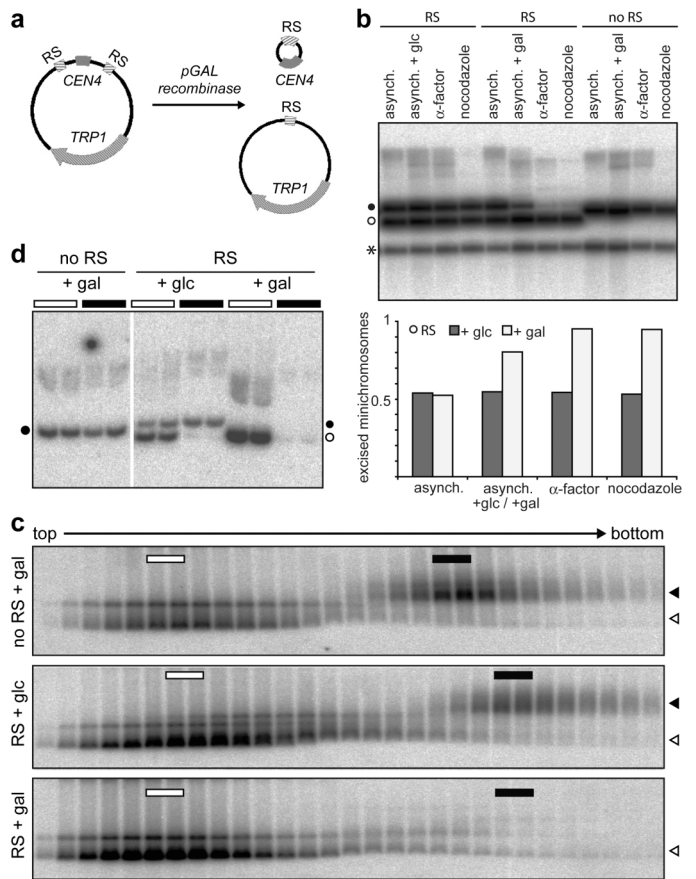 a
RS
RS
CEN4
TRP1
pGAL
recombinase
RS
CEN4
RS
TRP1
b
RS
RS
no RS
asynch.
asynch. + glc
α-factor
nocodazole
asynch.
asynch. + gal
α-factor
nocodazole
asynch.
asynch. + gal
α-factor
nocodazole
*
d
no RS
RS
+ gal
+ glc
+ gal
excised minichromosomes
1
0.5
RS
+ glc
+ gal
asynch.
asynch.
+glc / +gal
α-factor
nocodazole
c
top
bottom
no RS + gal
RS + glc
RS + gal